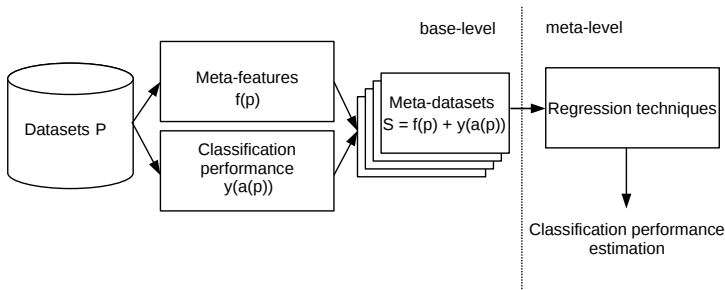 base-level
meta-level
Datasets P
Meta-features
f(p)
Classification
performance
y(a(p))
Meta-datasets
S = f(p) + y(a(p))
Regression techniques
Classification performance
estimation